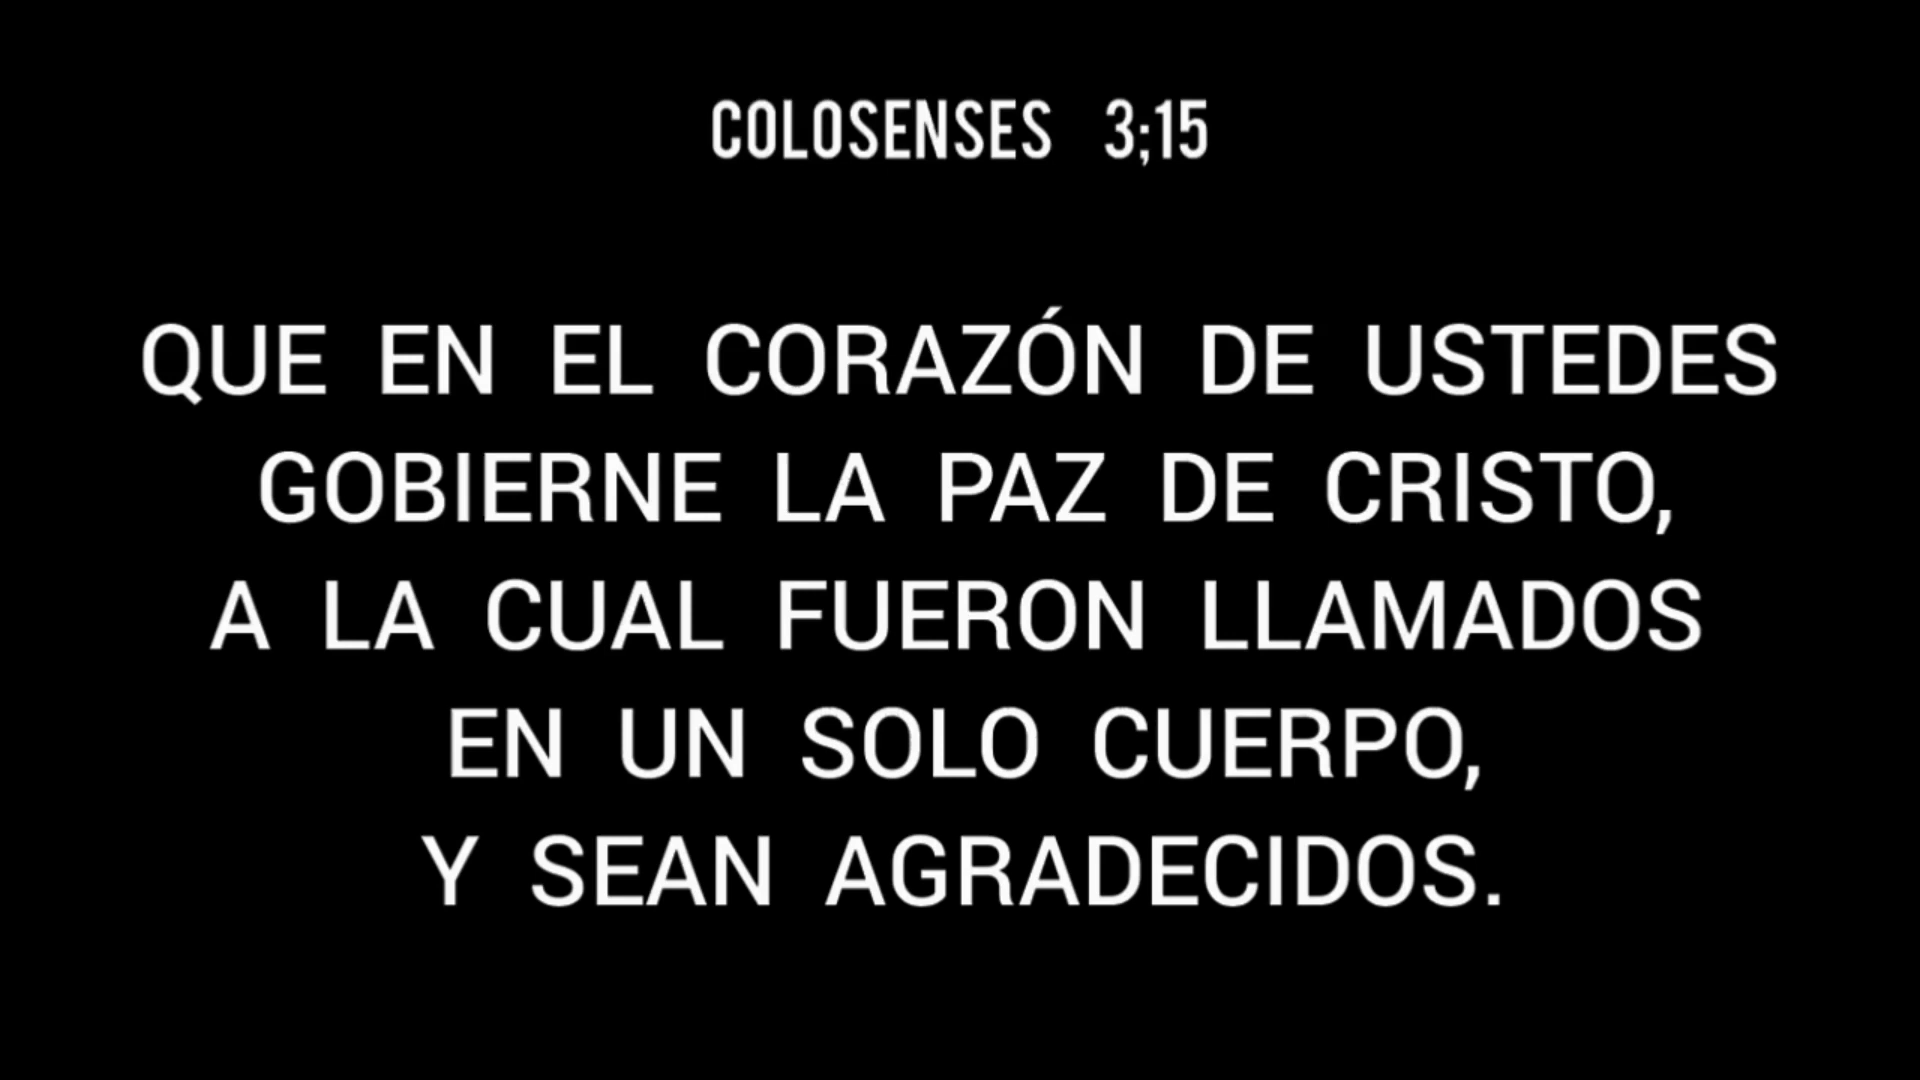 COLOSENSES 3;15
QUE EN EL CORAZÓN DE USTEDES
GOBIERNE LA PAZ DE CRISTO,
A LA CUAL FUERON LLAMADOS
EN UN SOLO CUERPO,
Y SEAN AGRADECIDOS.